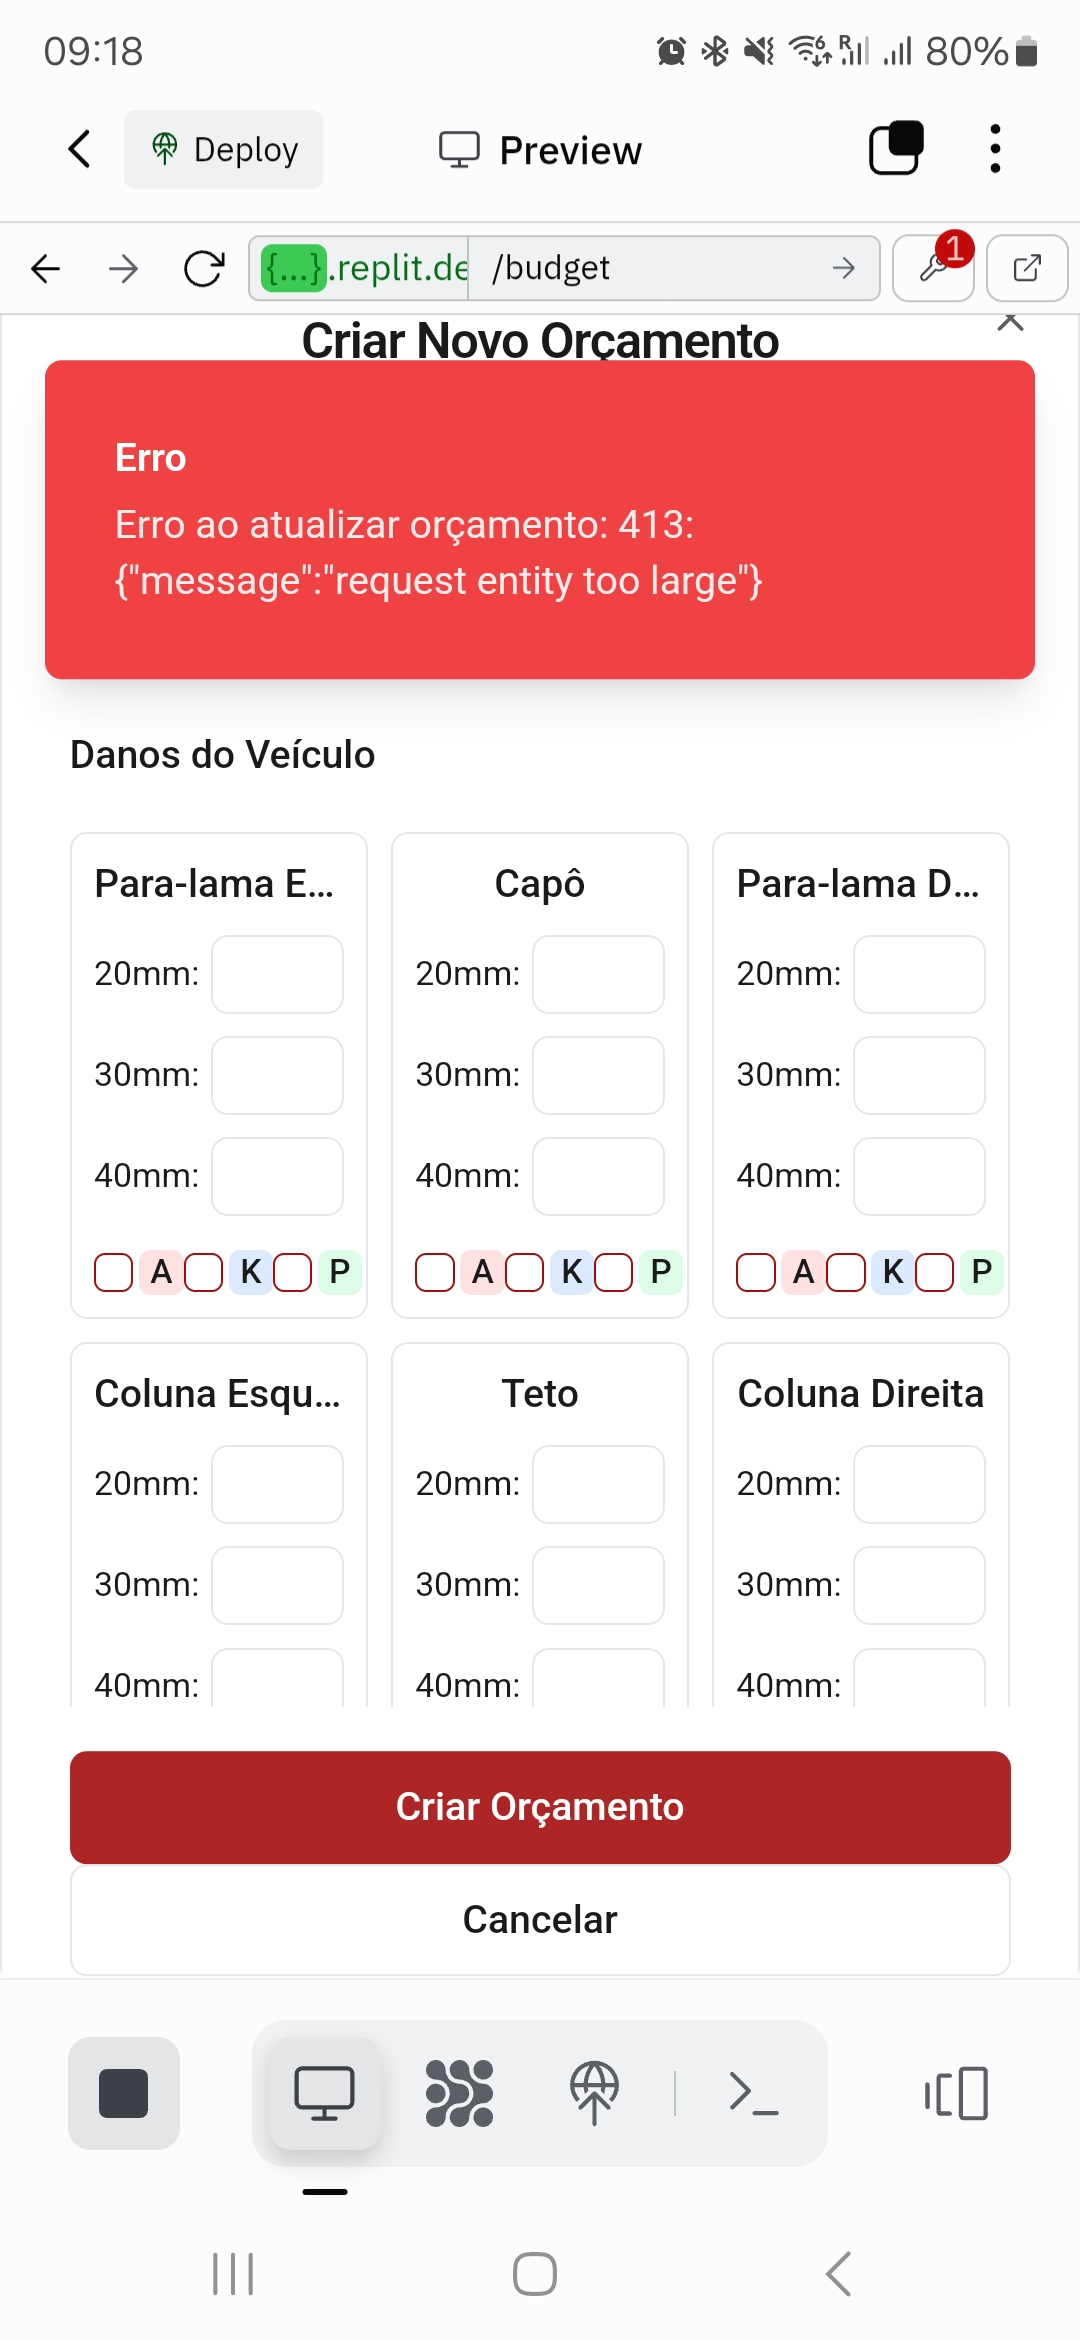 09:18
R
80%
Deploy
Preview
{...}.replit.de
/budget
1
Criar Novo Orçamento
Erro
Erro ao atualizar orçamento: 413:
{"message":"request entity too large"}
Danos do Veículo
Para-lama E...
Capô
Para-lama D...
20mm:
20mm:
20mm:
30mm:
30mm:
30mm:
40mm:
40mm:
40mm:
A K P
A K P
A K P
Coluna Esqu...
Teto
Coluna Direita
20mm:
20mm:
20mm:
30mm:
30mm:
30mm:
40mm:
40mm:
40mm:
Criar Orçamento
Cancelar